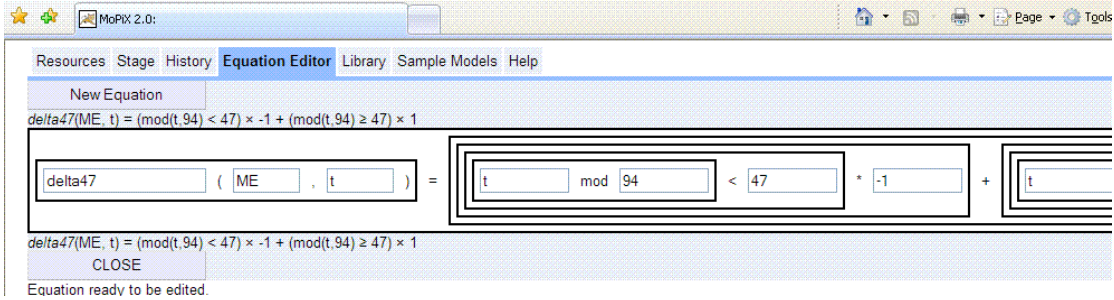 MoPiX 2.0:
Page
Tools
Resources Stage History Equation Editor Library Sample Models Help
New Equation
delta47(ME, t) = (mod(t,94) < 47) × -1 + (mod(t,94) ≥ 47) × 1
delta47 ( ME , t ) = t mod 94 < 47 * -1 + t
delta47(ME, t) = (mod(t,94) < 47) × -1 + (mod(t,94) ≥ 47) × 1
CLOSE
Equation ready to be edited.